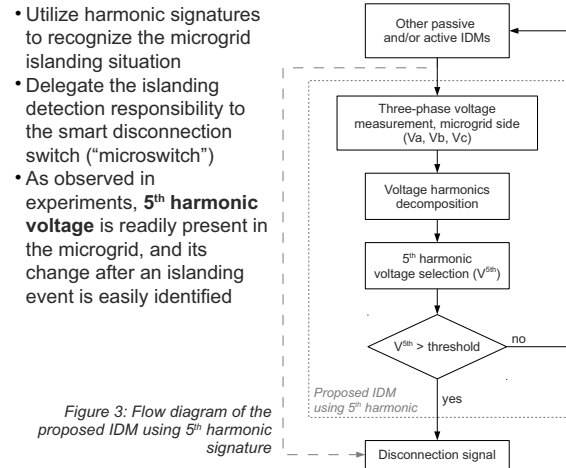 • Utilize harmonic signatures
to recognize the microgrid
islanding situation
• Delegate the islanding
detection responsibility to
the smart disconnection
switch (“microswitch”)
• As observed in
experiments, 5th harmonic
voltage is readily present in
the microgrid, and its
change after an islanding
event is easily identified
Figure 3: Flow diagram of the
proposed IDM using 5th harmonic
signature
Other passive
and/or active IDMs
Three-phase voltage
measurement, microgrid side
(Va, Vb, Vc)
Voltage harmonics
decomposition
5th harmonic
voltage selection (V5th)
V5th > threshold
no
yes
Proposed IDM
using 5th harmonic
Disconnection signal